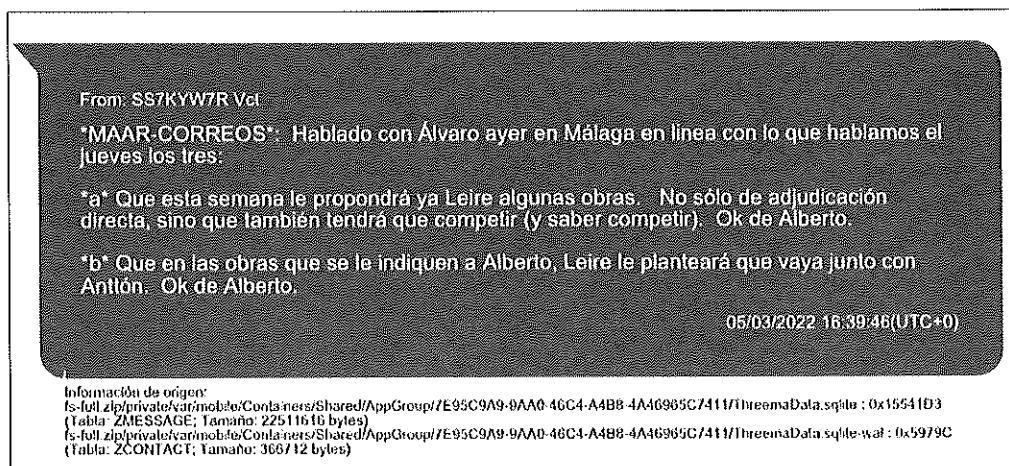 From: SS7KYW7R Vct
*MAAR-CORREOS*: Hablado con Álvaro ayer en Málaga en linea con lo que hablamos el
jueves los tres:
*a* Que esta semana le propondrá ya Leire algunas obras. No sólo de adjudicación
directa, sino que también tendrá que competir (y saber competir). Ok de Alberto.
*b* Que en las obras que se le indiquen a Alberto, Leire le planteará que vaya junto con
Antión. Ok de Alberto.
05/03/2022 16:39:46(UTC+0)
Información de origen:
fs-full.zip/private/var/mobile/Containers/Shared/AppGroup/7E95C9A9-9AA0-46C4-A4B8-4A46965C7411/ThreemaData.sqlite : 0x15541D3
(Tabla: ZMESSAGE; Tamaño: 22511616 bytes)
fs-full.zip/private/var/mobile/Containers/Shared/AppGroup/7E95C9A9-9AA0-46C4-A4B8-4A46965C7411/ThreemaData.sqlite-wal : 0x5979C
(Tabla: ZCONTACT; Tamaño: 366712 bytes)